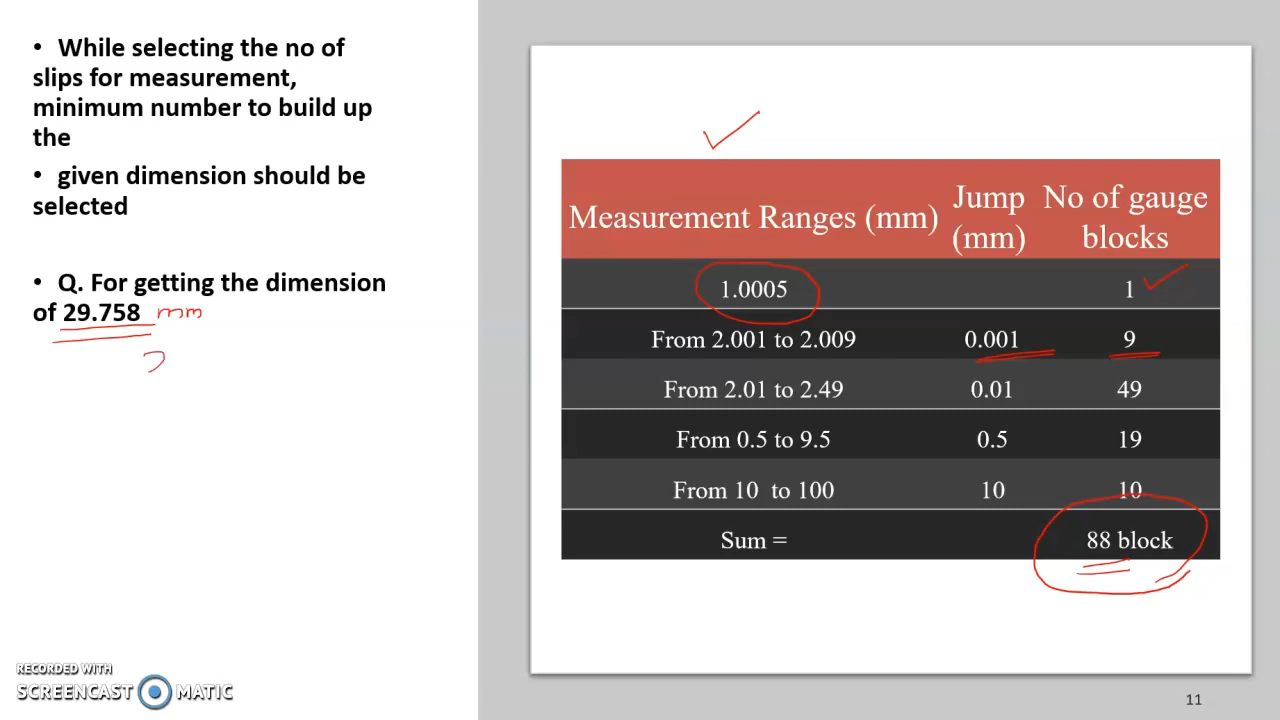 • While selecting the no of
slips for measurement,
minimum number to build up
the
• given dimension should be
selected
• Q. For getting the dimension
of 29.758 mm
Measurement Ranges (mm) Jump (mm) No of gauge blocks
1.0005 1
From 2.001 to 2.009 0.001 9
From 2.01 to 2.49 0.01 49
From 0.5 to 9.5 0.5 19
From 10 to 100 10 10
Sum = 88 block
RECORDED WITH
SCREENCAST MATIC
11